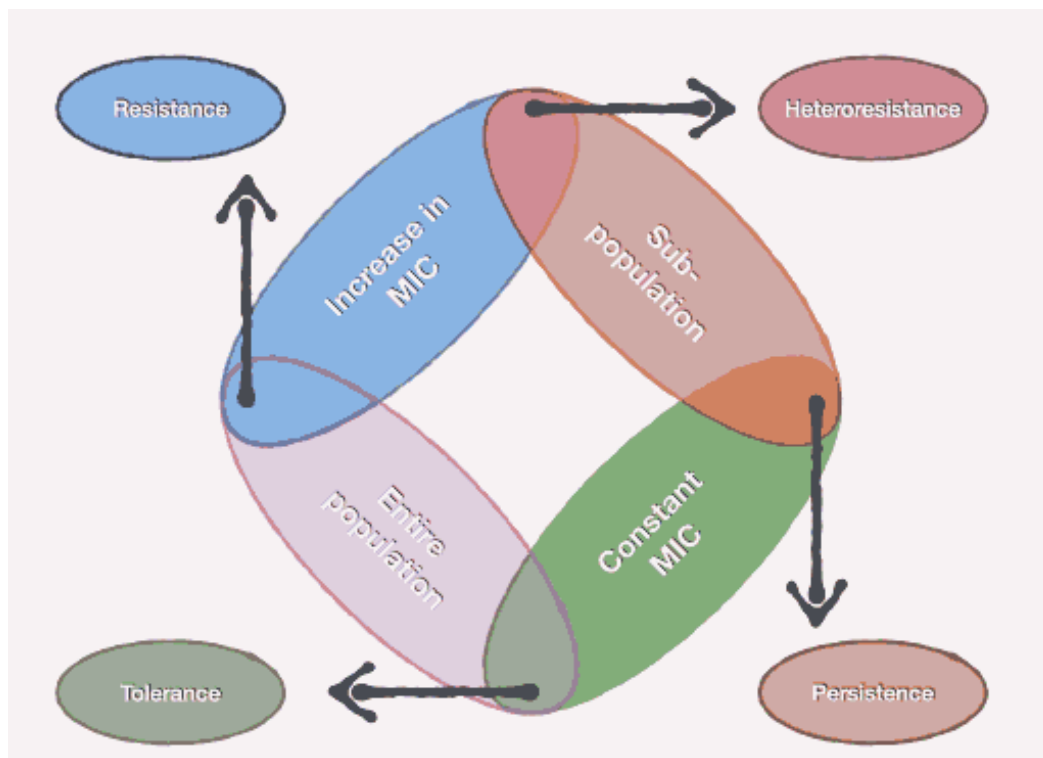 Resistance
Heteroresistance
Increase in
MIC
Sub-
population
Entire
population
Constant
MIC
Tolerance
Persistence